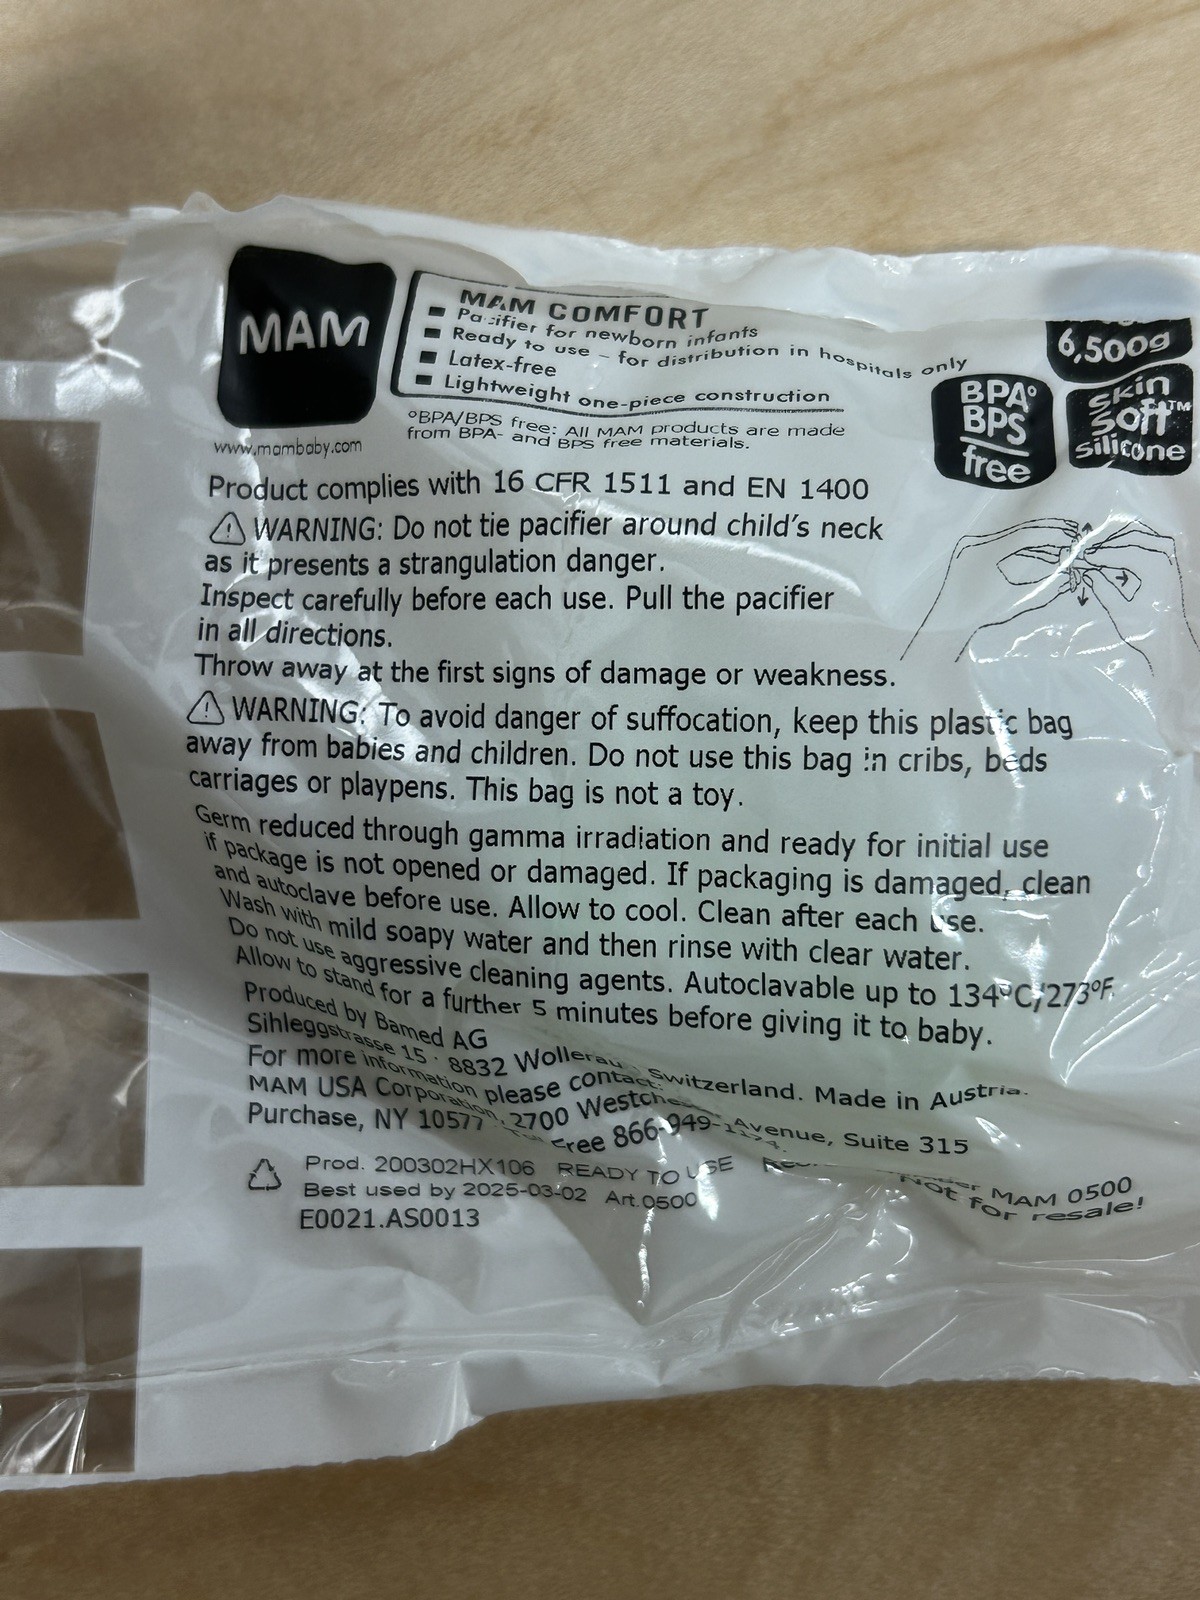 MAM
www.mambaby.com
MAM COMFORT
Pacifier for newborn infants
Ready to use – for distribution in hospitals only
Latex-free
Lightweight one-piece construction
°BPA/BPS free: All MAM products are made
from BPA- and BPS free materials.
6,500g
BPA°
BPS
free
Skin
Soft™
silicone
Product complies with 16 CFR 1511 and EN 1400
WARNING: Do not tie pacifier around child's neck
as it presents a strangulation danger.
Inspect carefully before each use. Pull the pacifier
in all directions.
Throw away at the first signs of damage or weakness.
WARNING: To avoid danger of suffocation, keep this plastic bag
away from babies and children. Do not use this bag in cribs, beds
carriages or playpens. This bag is not a toy.
Germ reduced through gamma irradiation and ready for initial use
if package is not opened or damaged. If packaging is damaged, clean
and autoclave before use. Allow to cool. Clean after each use.
Wash with mild soapy water and then rinse with clear water.
Do not use aggressive cleaning agents. Autoclavable up to 134°C/273°F.
Allow to stand for a further 5 minutes before giving it to baby.
Produced by Bamed AG
Sihleggstrasse 15 · 8832 Wollerau Switzerland. Made in Austria.
For more information please contact:
MAM USA Corporation, 2700 Westchester Avenue, Suite 315
Purchase, NY 10577 · Free 866-949-
Prod. 200302HX106 READY TO USE MAM 0500
Best used by 2025-03-02 Art.0500 Not for resale!
E0021.AS0013